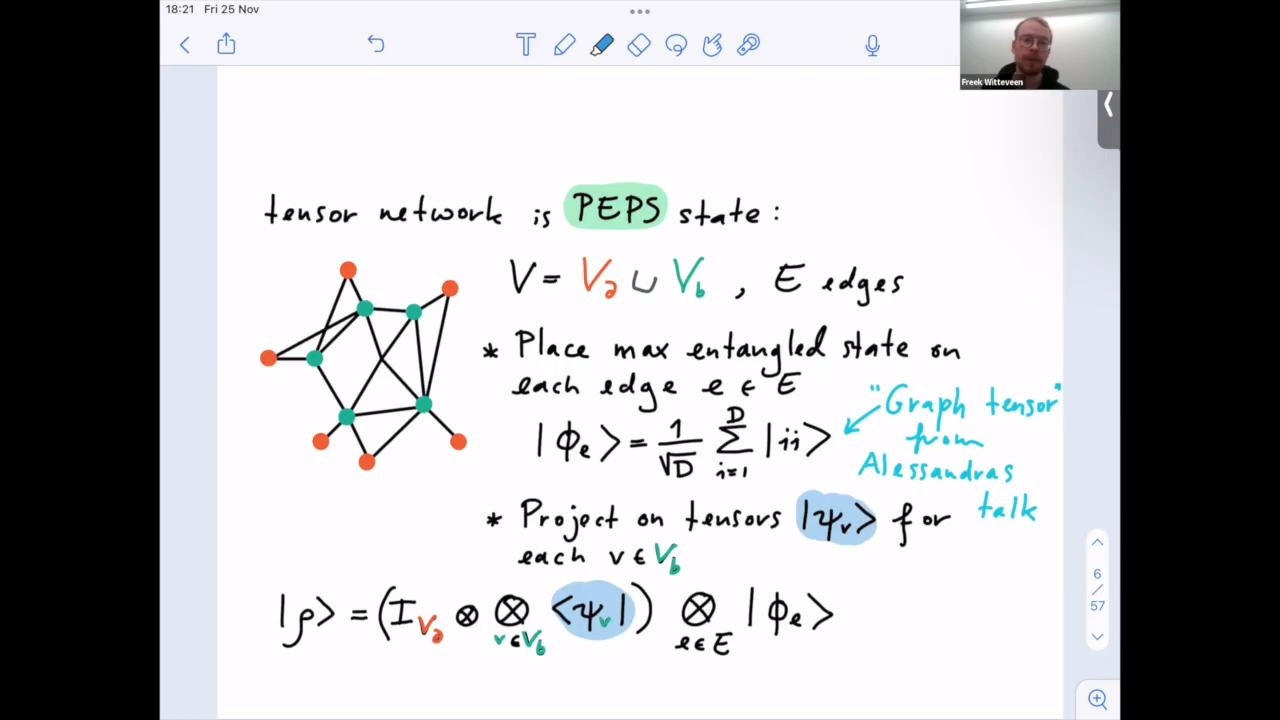 18:21 Fri 25 Nov
Freek Witteveen
tensor network is PEPS state:
V = V∂ ∪ Vb , E edges
* Place max entangled state on
each edge e ∈ E
|ϕe⟩ = 1/√D ∑_{i=1}^{D} |ii⟩
"Graph tensor"
from
Alessandras
talk
* Project on tensors |ψv⟩ for
each v ∈ Vb
|ρ⟩ = (I_{V∂} ⊗ ⊗_{v∈Vb} ⟨ψv|) ⊗_{e∈E} |ϕe⟩
6
/
57